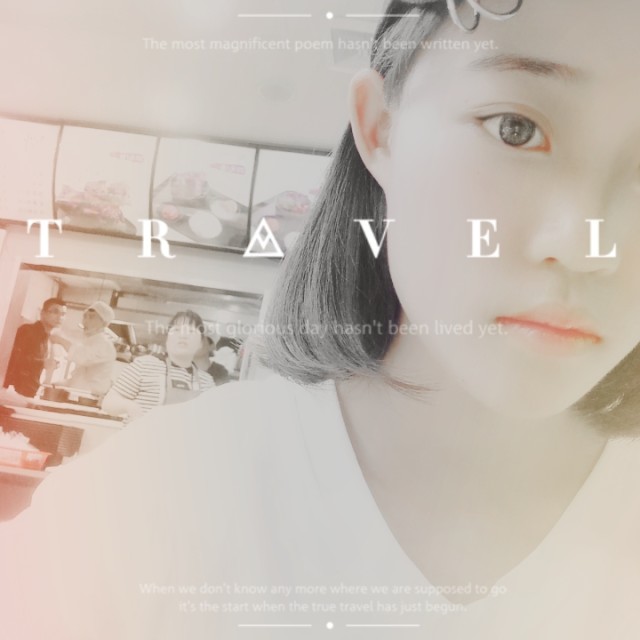 The most magnificent poem hasn't been written yet.
TRAVEL
The most glorious day hasn't been lived yet.
When we don't know any more where we are supposed to go
It's the start when the true travel has just begun.